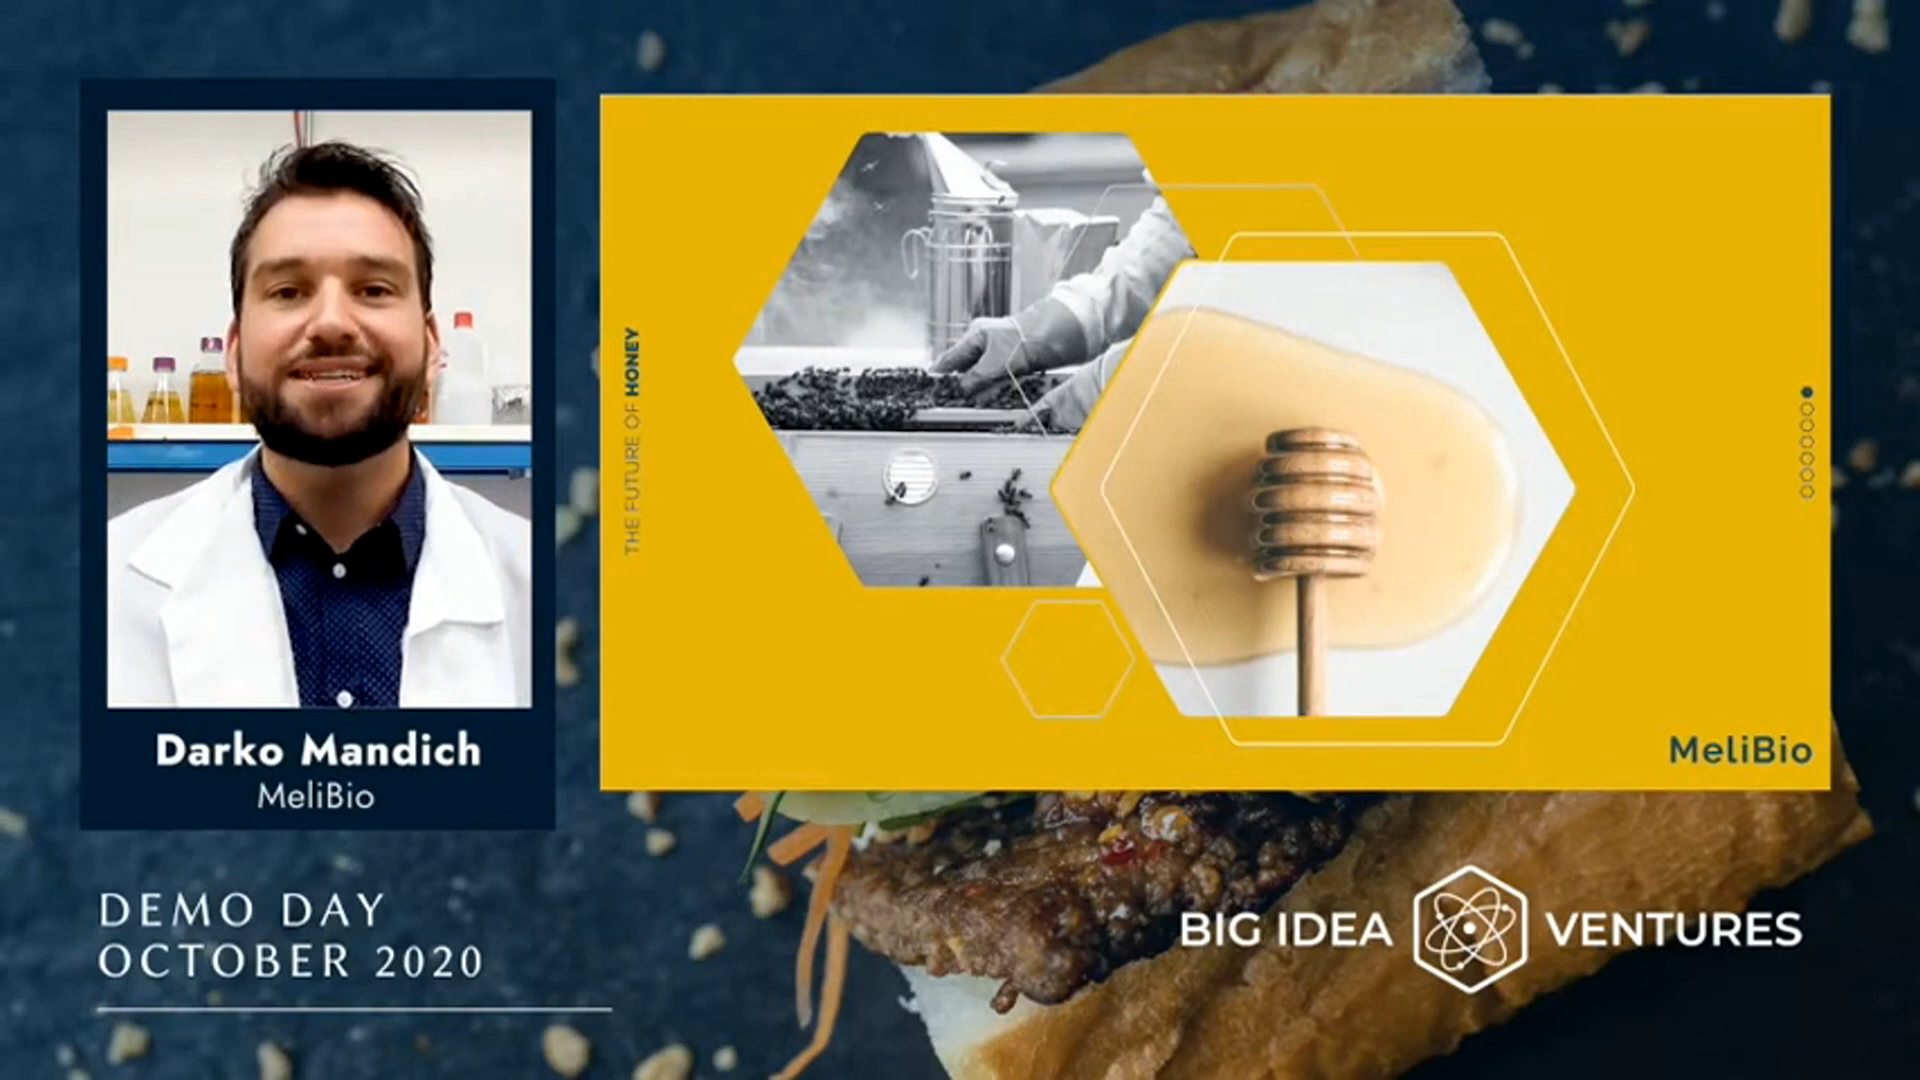 Darko Mandich
MeliBio
DEMO DAY
OCTOBER 2020
THE FUTURE OF HONEY
MeliBio
BIG IDEA VENTURES